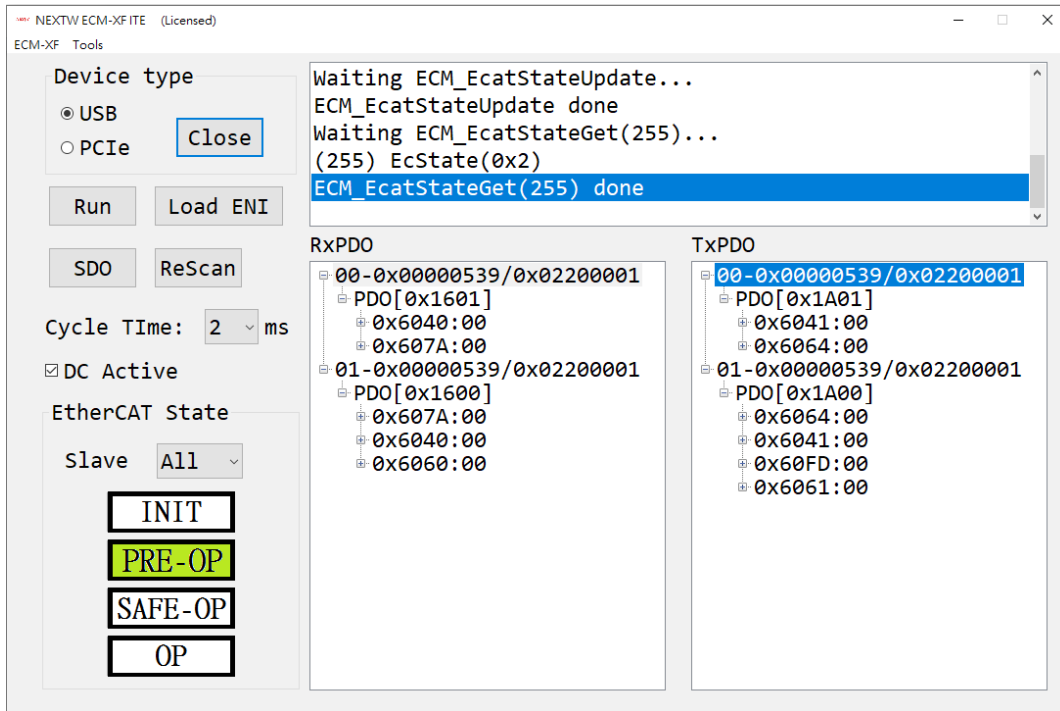 NEXTW ECM-XF ITE (Licensed)
ECM-XF Tools
Device type
USB
PCIe
Close
Run
Load ENI
SDO
ReScan
Cycle TIme: 2 ms
DC Active
EtherCAT State
Slave All
INIT
PRE-OP
SAFE-OP
OP
Waiting ECM_EcatStateUpdate...
ECM_EcatStateUpdate done
Waiting ECM_EcatStateGet(255)...
(255) EcState(0x2)
ECM_EcatStateGet(255) done
RxPDO
00-0x00000539/0x02200001
PDO[0x1601]
0x6040:00
0x607A:00
01-0x00000539/0x02200001
PDO[0x1600]
0x607A:00
0x6040:00
0x6060:00
TxPDO
00-0x00000539/0x02200001
PDO[0x1A01]
0x6041:00
0x6064:00
01-0x00000539/0x02200001
PDO[0x1A00]
0x6064:00
0x6041:00
0x60FD:00
0x6061:00